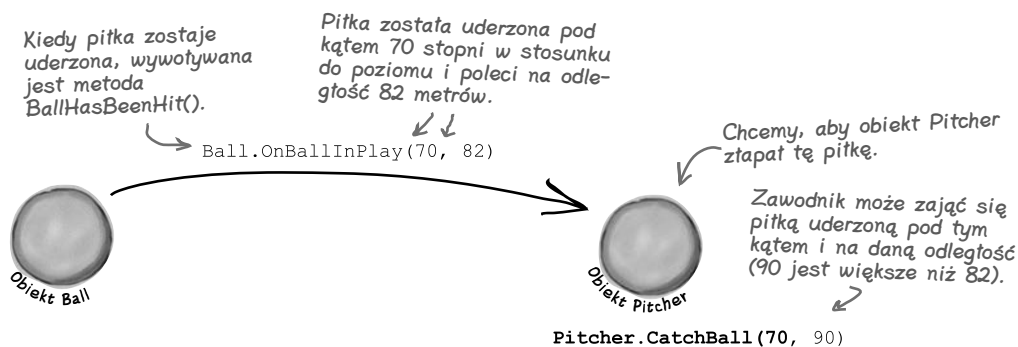 Kiedy piłka zostaje
uderzona, wywoływana
jest metoda
BallHasBeenHit().
Piłka została uderzona pod
kątem 70 stopni w stosunku
do poziomu i poleci na odle-
głość 82 metrów.
Ball.OnBallInPlay(70, 82)
Chcemy, aby obiekt Pitcher
złapał tę piłkę.
Zawodnik może zająć się
piłką uderzoną pod tym
kątem i na daną odległość
(90 jest większe niż 82).
Obiekt Ball
Obiekt Pitcher
Pitcher.CatchBall(70, 90)